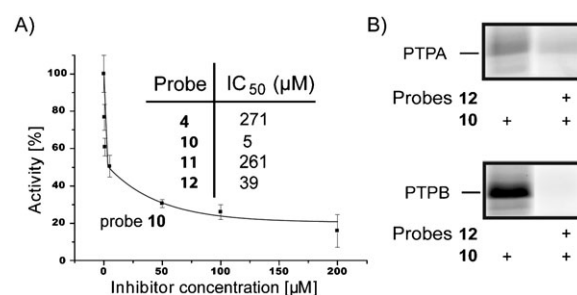 A)
Probe IC50 (µM)
4 271
10 5
11 261
12 39
probe 10
Activity [%]
100
80
60
40
20
0
0 50 100 150 200
Inhibitor concentration [µM]
B)
PTPA
Probes 12 +
10 + +
PTPB
Probes 12 +
10 + +